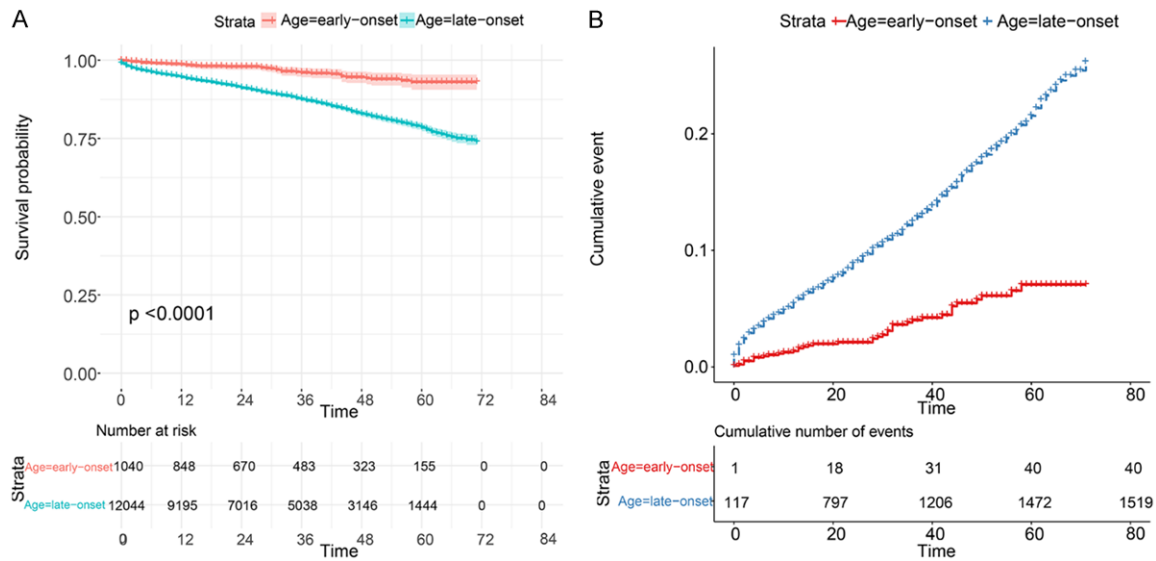 A
Strata Age=early-onset Age=late-onset
Survival probability
1.00
0.75
0.50
0.25
0.00
p <0.0001
0 12 24 36 48 60 72 84
Time
Number at risk
Strata
Age=early-onset 1040 848 670 483 323 155 0 0
Age=late-onset 12044 9195 7016 5038 3146 1444 0 0
0 12 24 36 48 60 72 84
Time
B
Strata Age=early-onset Age=late-onset
Cumulative event
0.2
0.1
0.0
0 20 40 60 80
Time
Cumulative number of events
Strata
Age=early-onset 1 18 31 40 40
Age=late-onset 117 797 1206 1472 1519
0 20 40 60 80
Time